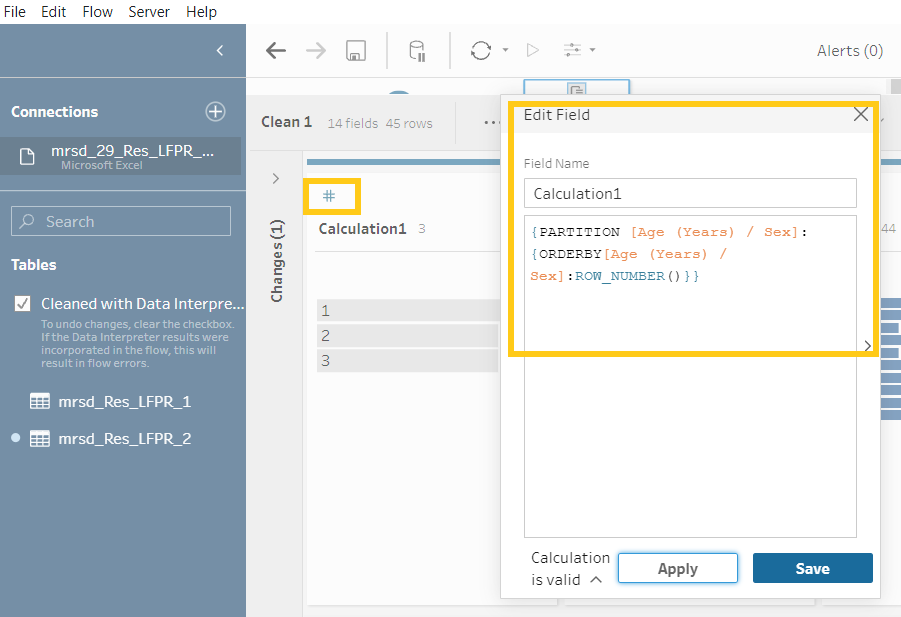 File Edit Flow Server Help
Alerts (0)
Connections
mrsd_29_Res_LFPR_...
Microsoft Excel
Search
Tables
Cleaned with Data Interpre...
To undo changes, clear the checkbox.
If the Data Interpreter results were
incorporated in the flow, this will
result in flow errors.
mrsd_Res_LFPR_1
mrsd_Res_LFPR_2
Clean 1 14 fields 45 rows ...
Changes (1)
#
Calculation1 3
1
2
3
44
Edit Field
Field Name
Calculation1
{PARTITION [Age (Years) / Sex]:
{ORDERBY[Age (Years) /
Sex]:ROW_NUMBER()}}
Calculation
is valid
Apply
Save